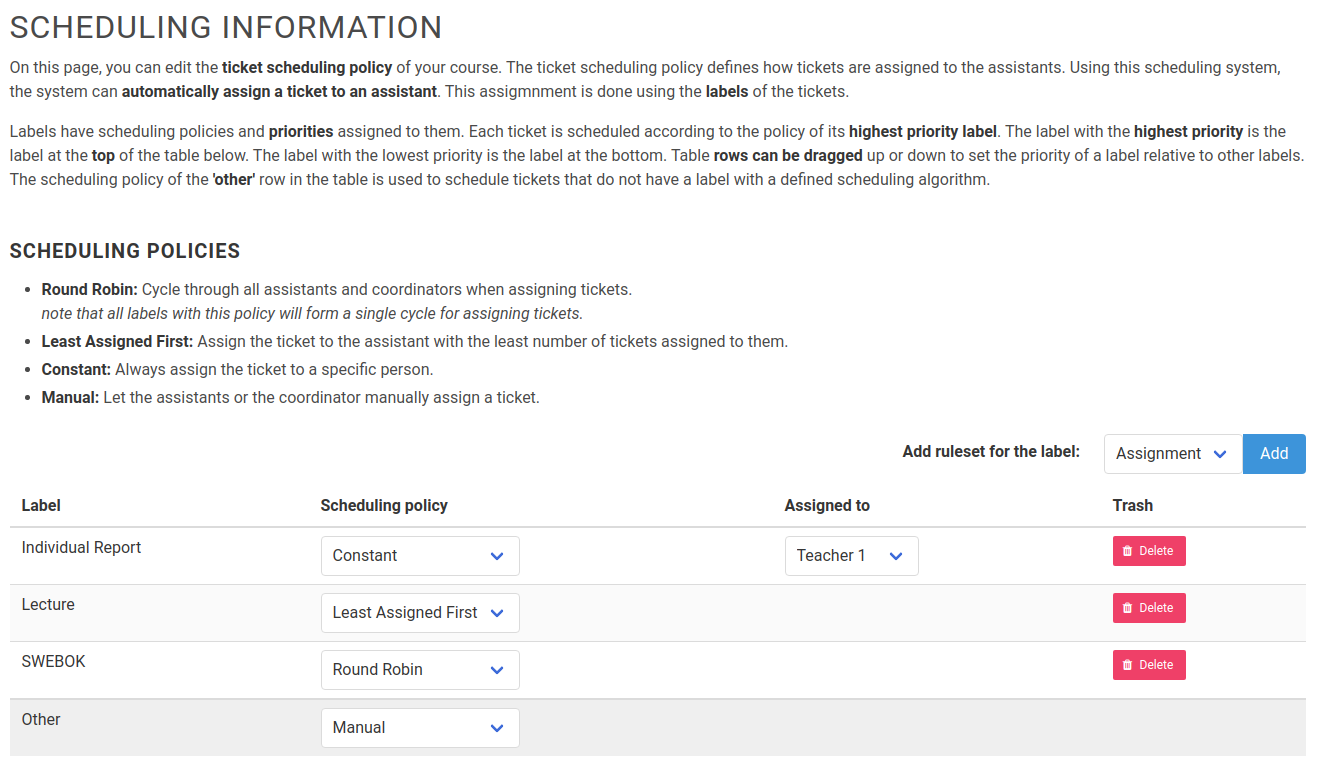 SCHEDULING INFORMATION
On this page, you can edit the ticket scheduling policy of your course. The ticket scheduling policy defines how tickets are assigned to the assistants. Using this scheduling system,
the system can automatically assign a ticket to an assistant. This assigmnment is done using the labels of the tickets.
Labels have scheduling policies and priorities assigned to them. Each ticket is scheduled according to the policy of its highest priority label. The label with the highest priority is the
label at the top of the table below. The label with the lowest priority is the label at the bottom. Table rows can be dragged up or down to set the priority of a label relative to other labels.
The scheduling policy of the 'other' row in the table is used to schedule tickets that do not have a label with a defined scheduling algorithm.
SCHEDULING POLICIES
• Round Robin: Cycle through all assistants and coordinators when assigning tickets.
note that all labels with this policy will form a single cycle for assigning tickets.
• Least Assigned First: Assign the ticket to the assistant with the least number of tickets assigned to them.
• Constant: Always assign the ticket to a specific person.
• Manual: Let the assistants or the coordinator manually assign a ticket.
Add ruleset for the label: Assignment Add
Label Scheduling policy Assigned to Trash
Individual Report Constant Teacher 1 Delete
Lecture Least Assigned First Delete
SWEBOK Round Robin Delete
Other Manual